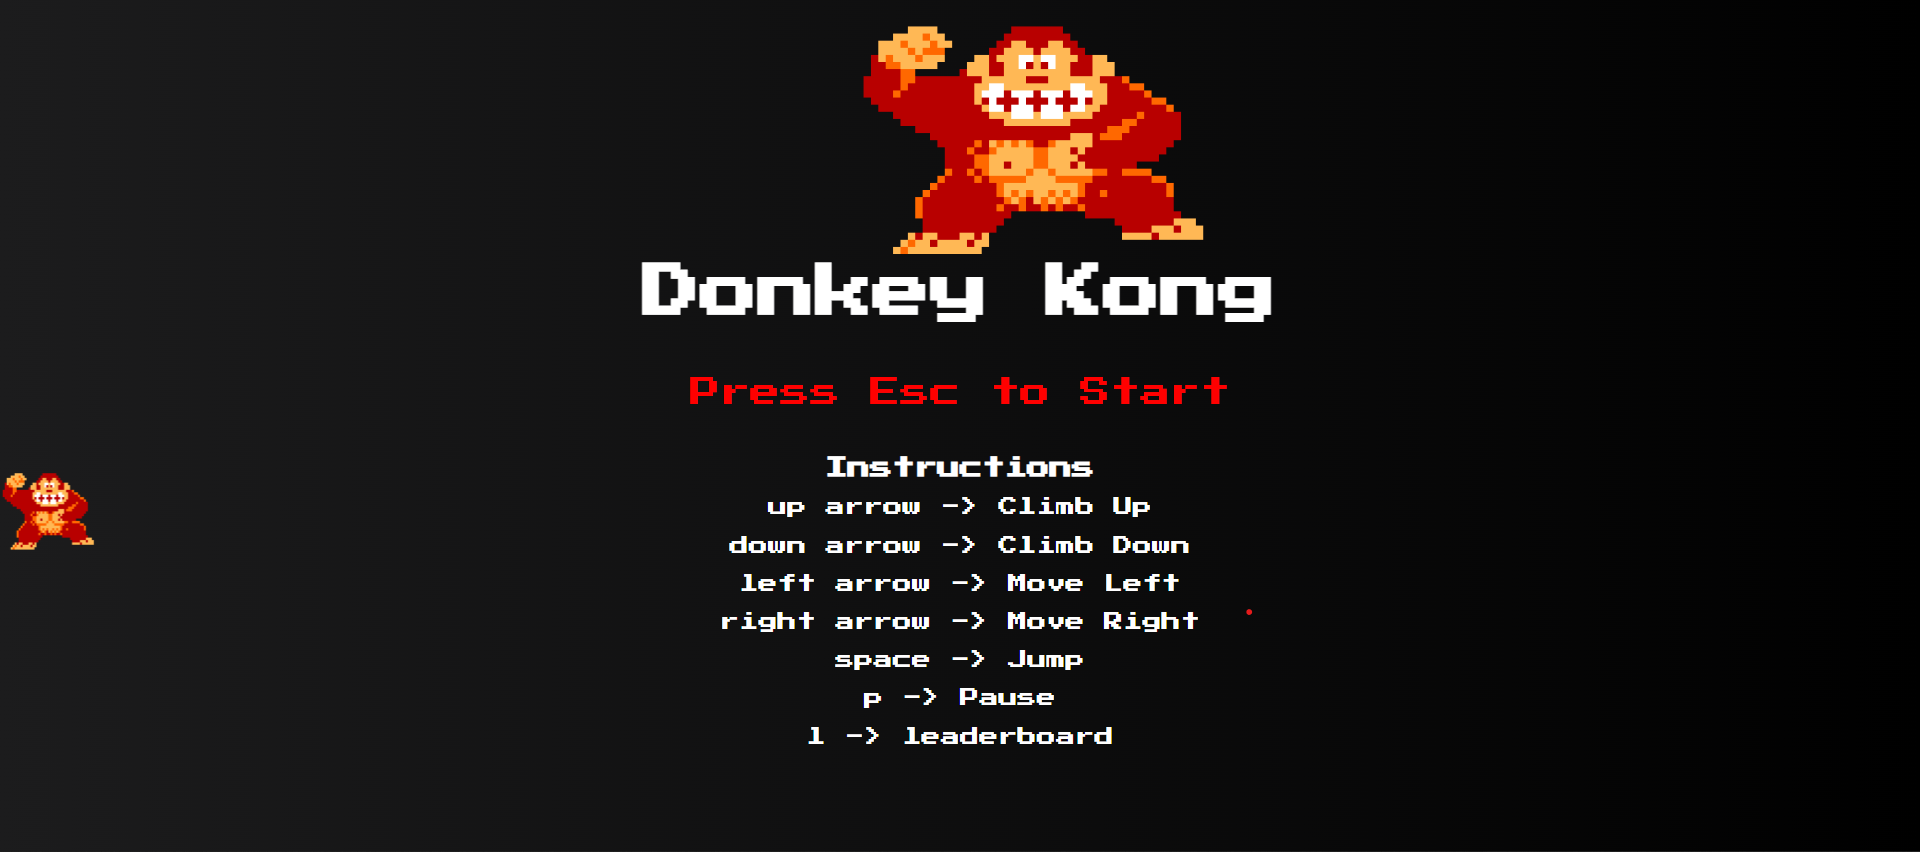 Donkey Kong
Press Esc to Start
Instructions
up arrow -> Climb Up
down arrow -> Climb Down
left arrow -> Move Left
right arrow -> Move Right
space -> Jump
p -> Pause
l -> leaderboard